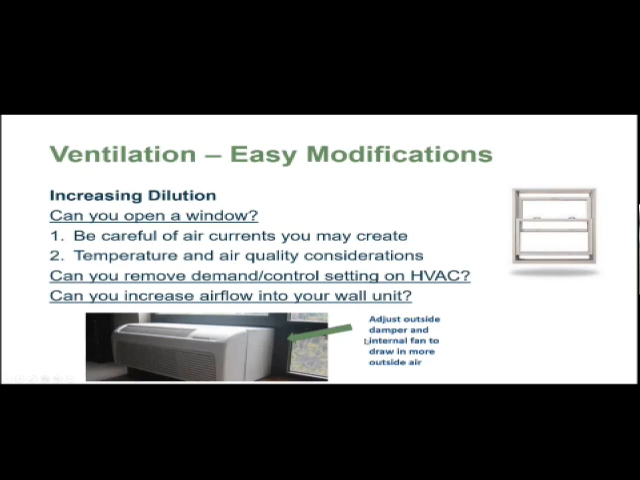 Ventilation – Easy Modifications
Increasing Dilution
Can you open a window?
1. Be careful of air currents you may create
2. Temperature and air quality considerations
Can you remove demand/control setting on HVAC?
Can you increase airflow into your wall unit?
Adjust outside
damper and
internal fan to
draw in more
outside air